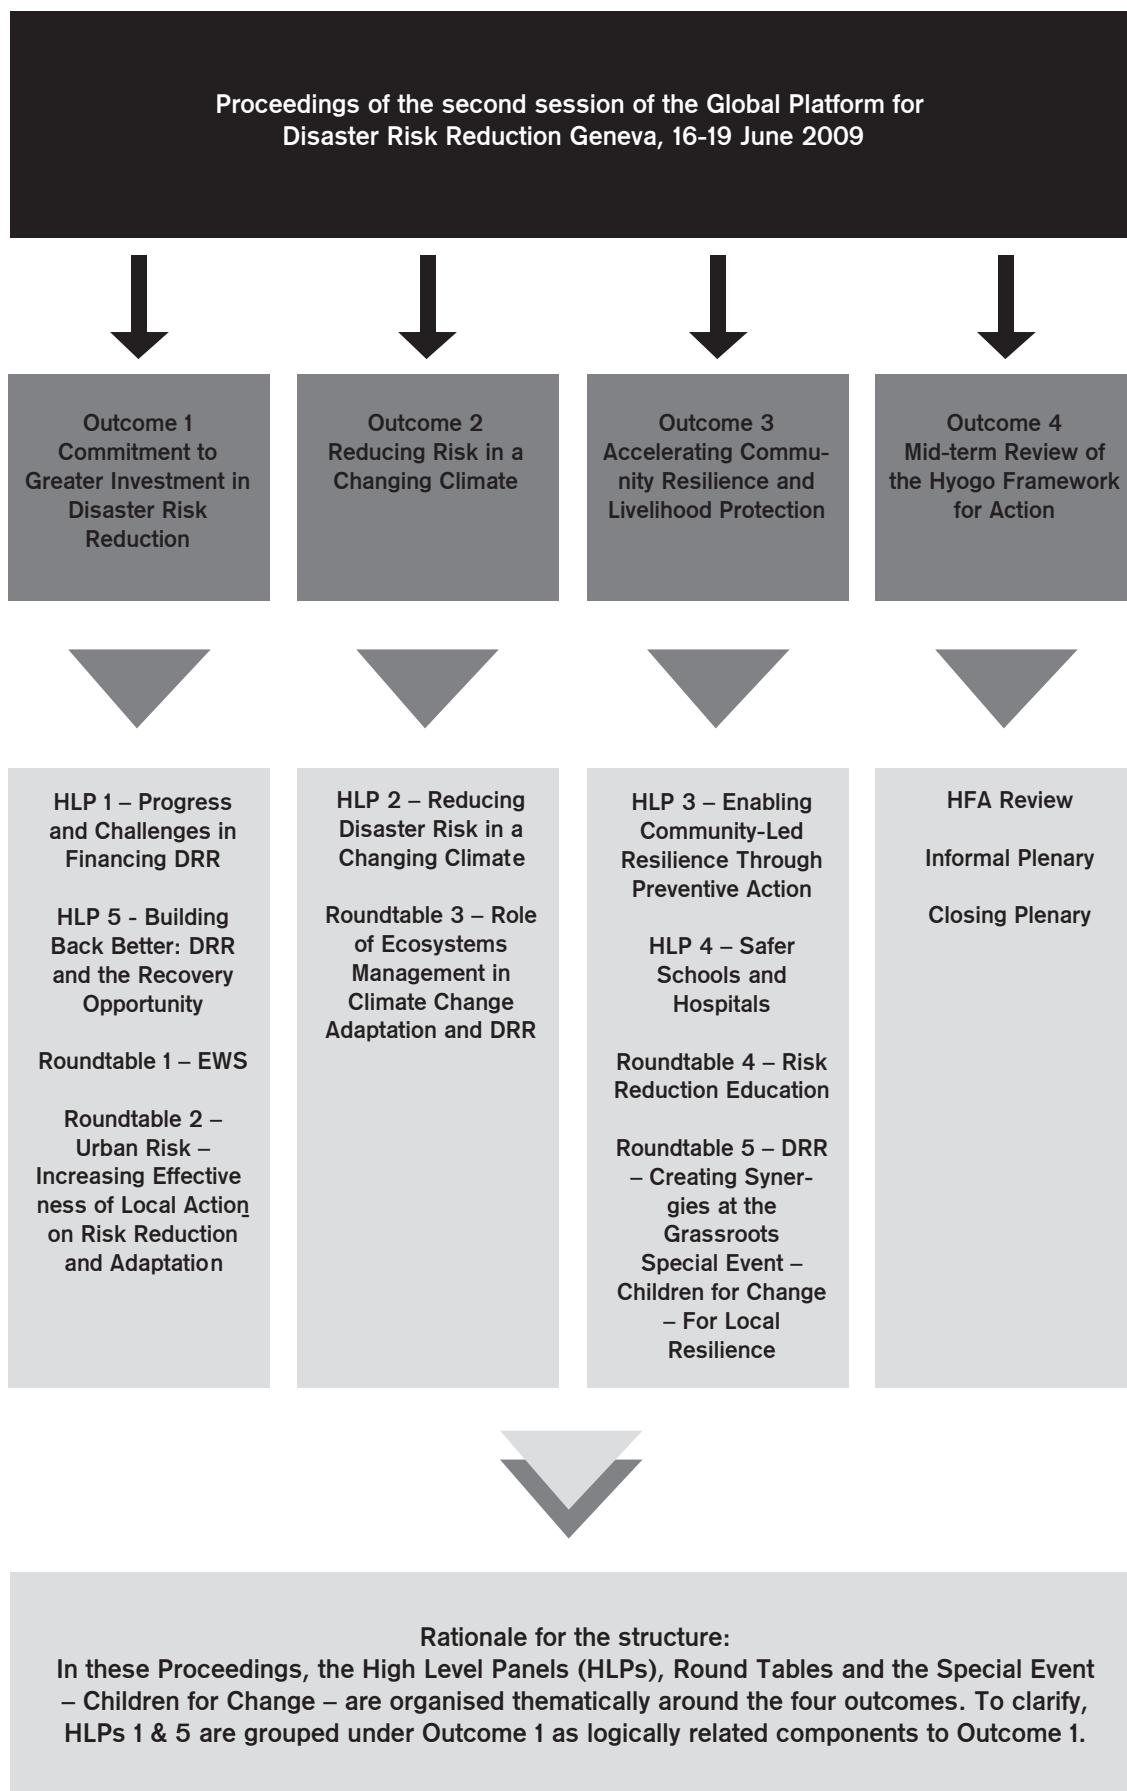 Proceedings of the second session of the Global Platform for
Disaster Risk Reduction Geneva, 16-19 June 2009
Outcome 1
Commitment to
Greater Investment in
Disaster Risk
Reduction
Outcome 2
Reducing Risk in a
Changing Climate
Outcome 3
Accelerating Commu-
nity Resilience and
Livelihood Protection
Outcome 4
Mid-term Review of
the Hyogo Framework
for Action
HLP 1 – Progress
and Challenges in
Financing DRR
HLP 5 - Building
Back Better: DRR
and the Recovery
Opportunity
Roundtable 1 – EWS
Roundtable 2 –
Urban Risk –
Increasing Effective
ness of Local Action
on Risk Reduction
and Adaptation
HLP 2 – Reducing
Disaster Risk in a
Changing Climate
Roundtable 3 – Role
of Ecosystems
Management in
Climate Change
Adaptation and DRR
HLP 3 – Enabling
Community-Led
Resilience Through
Preventive Action
HLP 4 – Safer
Schools and
Hospitals
Roundtable 4 – Risk
Reduction Education
Roundtable 5 – DRR
– Creating Syner-
gies at the
Grassroots
Special Event –
Children for Change
– For Local
Resilience
HFA Review
Informal Plenary
Closing Plenary
Rationale for the structure:
In these Proceedings, the High Level Panels (HLPs), Round Tables and the Special Event
– Children for Change – are organised thematically around the four outcomes. To clarify,
HLPs 1 & 5 are grouped under Outcome 1 as logically related components to Outcome 1.